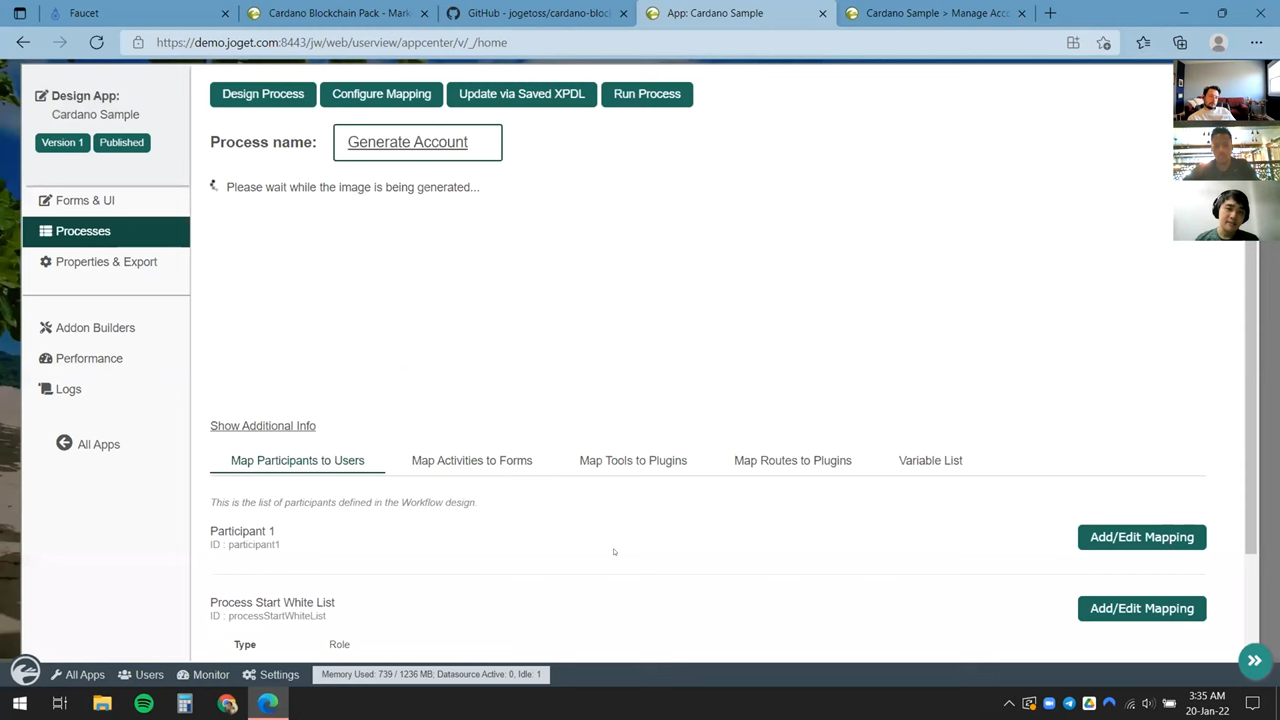 Faucet
Cardano Blockchain Pack - Mark
GitHub - jogetoss/cardano-bloc
App: Cardano Sample
Cardano Sample > Manage Acc
https://demo.joget.com:8443/jw/web/userview/appcenter/v/_/home
Design App:
Cardano Sample
Version 1
Published
Forms & UI
Processes
Properties & Export
Addon Builders
Performance
Logs
All Apps
Design Process
Configure Mapping
Update via Saved XPDL
Run Process
Process name:
Generate Account
Please wait while the image is being generated...
Show Additional Info
Map Participants to Users
Map Activities to Forms
Map Tools to Plugins
Map Routes to Plugins
Variable List
This is the list of participants defined in the Workflow design.
Participant 1
ID : participant1
Add/Edit Mapping
Process Start White List
ID : processStartWhiteList
Add/Edit Mapping
Type
Role
All Apps
Users
Monitor
Settings
Memory Used: 739 / 1236 MB; Datasource Active: 0, Idle: 1
3:35 AM
20-Jan-22